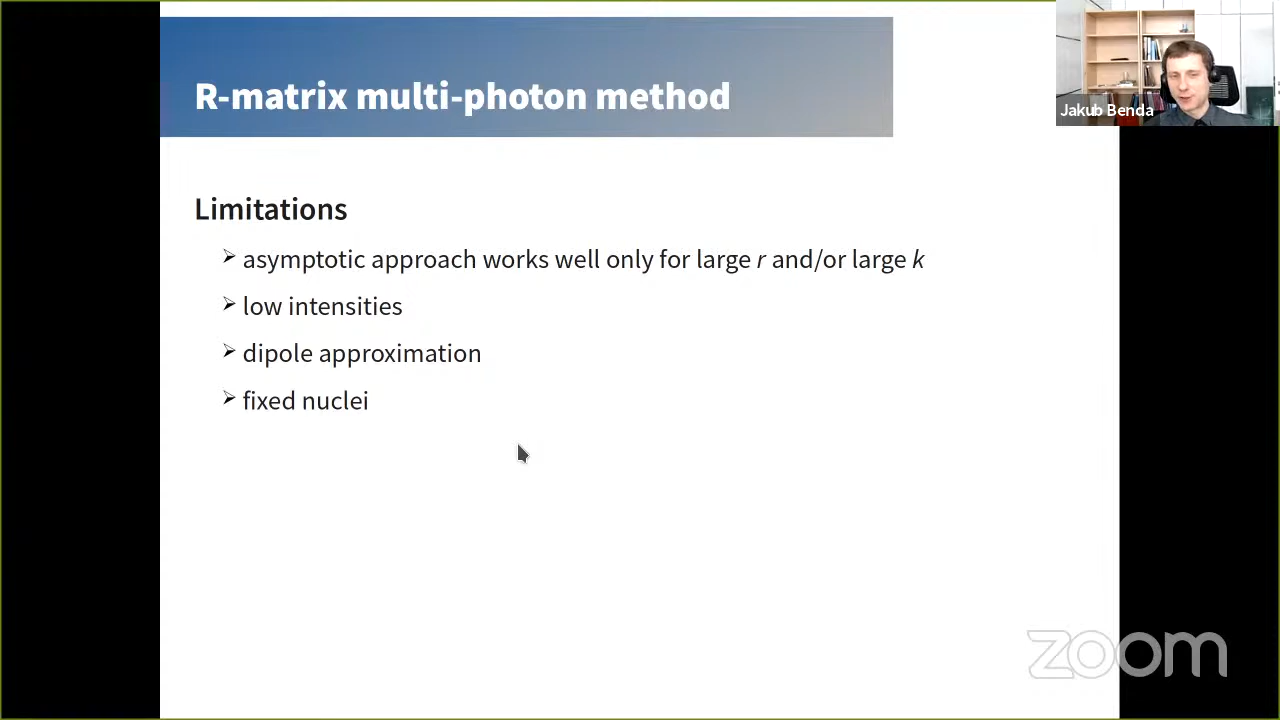 R-matrix multi-photon method
Jakub Benda
Limitations
asymptotic approach works well only for large r and/or large k
low intensities
dipole approximation
fixed nuclei
zoom